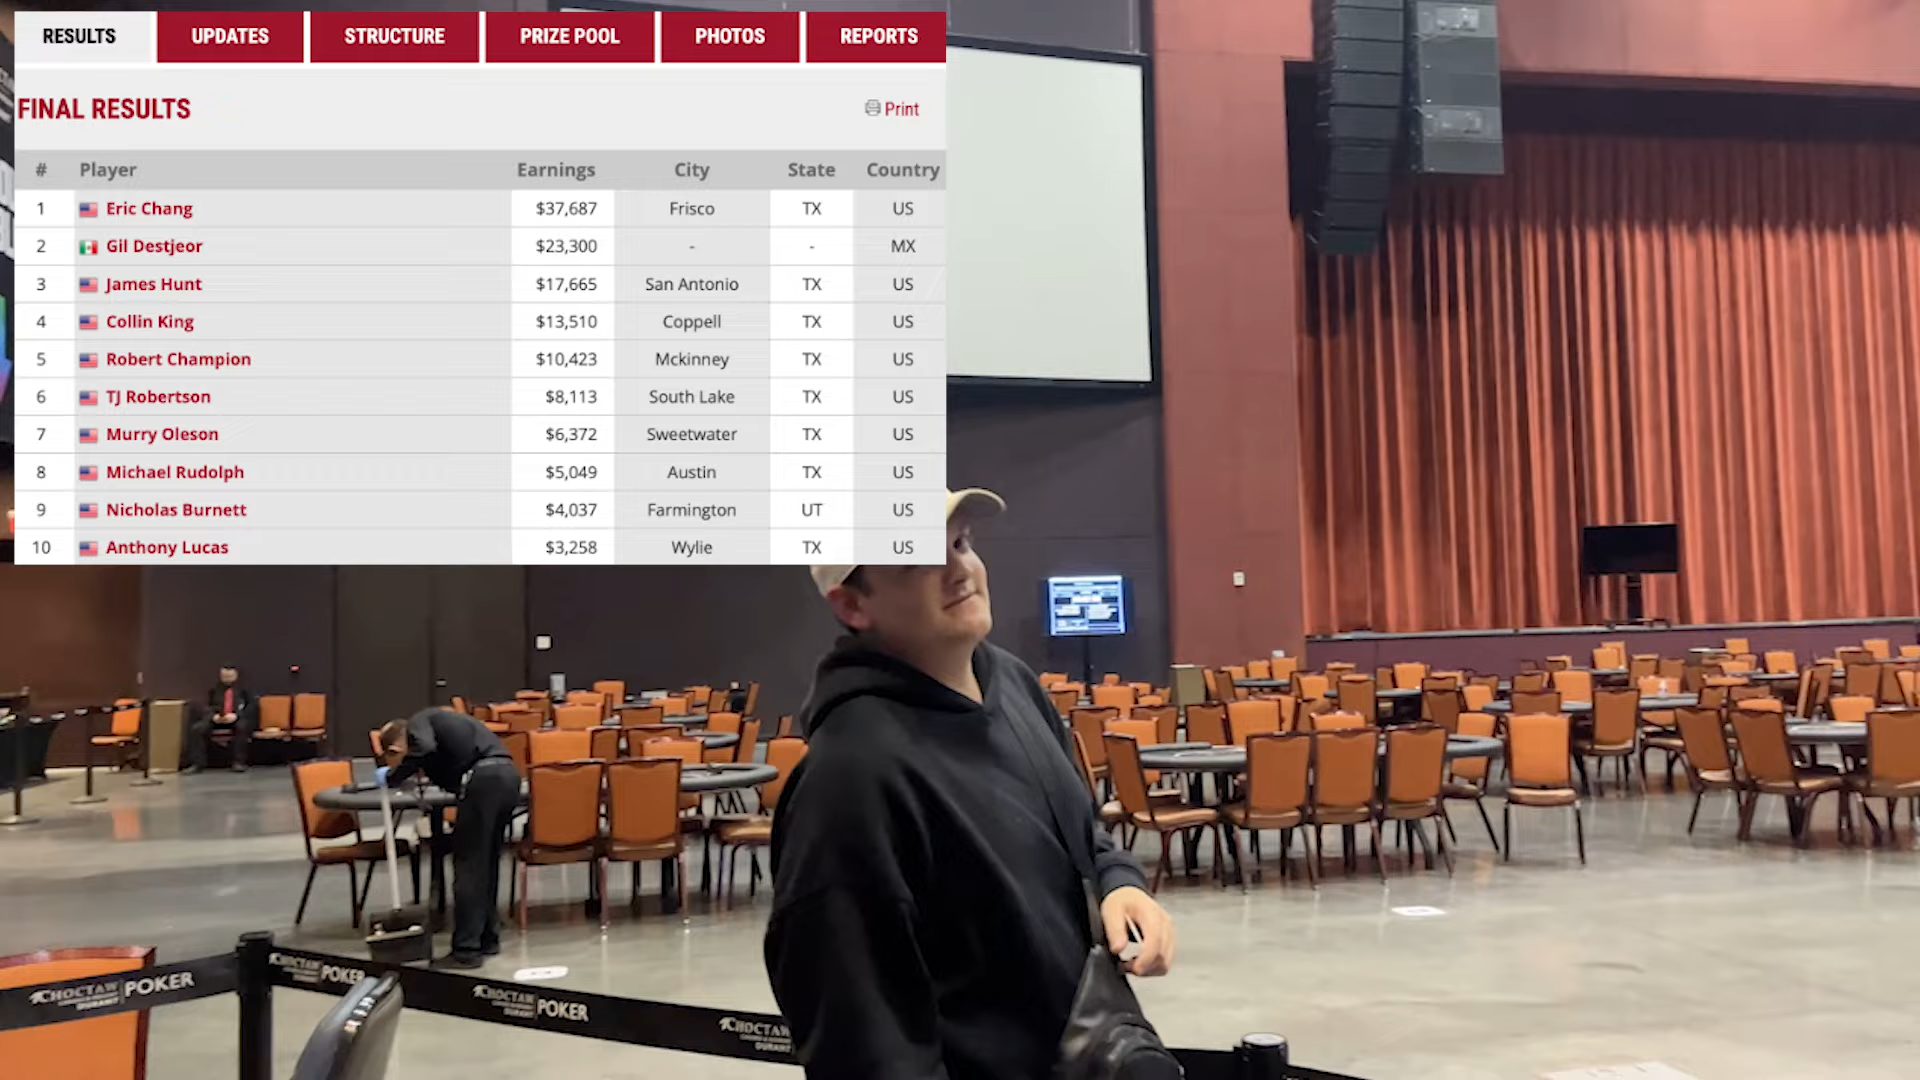 RESULTS UPDATES STRUCTURE PRIZE POOL PHOTOS REPORTS
FINAL RESULTS Print
# Player Earnings City State Country
1 Eric Chang $37,687 Frisco TX US
2 Gil Destjeor $23,300 - - MX
3 James Hunt $17,665 San Antonio TX US
4 Collin King $13,510 Coppell TX US
5 Robert Champion $10,423 Mckinney TX US
6 TJ Robertson $8,113 South Lake TX US
7 Murry Oleson $6,372 Sweetwater TX US
8 Michael Rudolph $5,049 Austin TX US
9 Nicholas Burnett $4,037 Farmington UT US
10 Anthony Lucas $3,258 Wylie TX US
CHOCTAW DURANT POKER
CHOCTAW DURANT POKER
CHOCTAW DURANT POKER
CHOCTAW DURANT